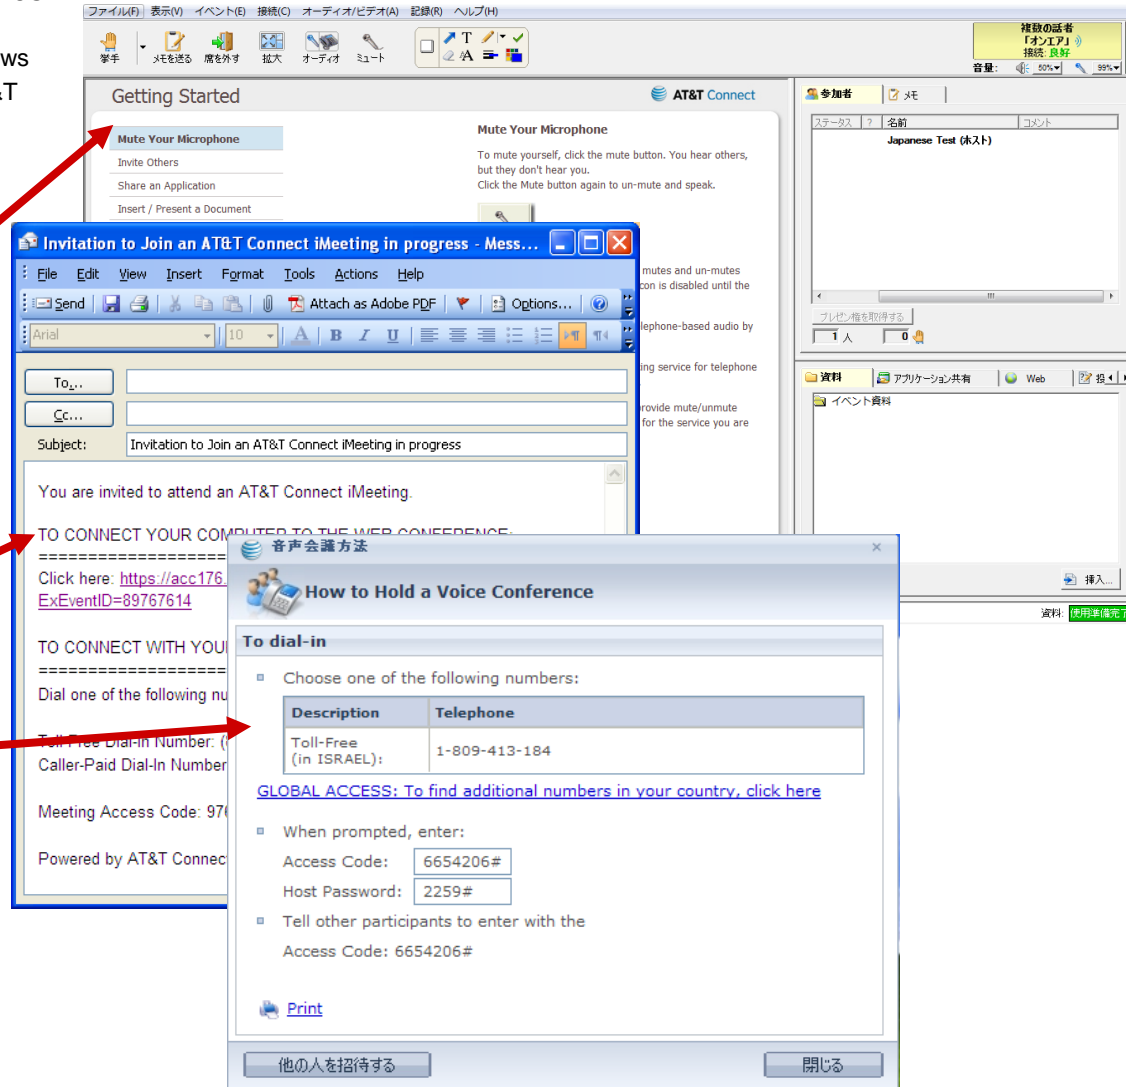 ws
&T
ファイル(F) 表示(V) イベント(E) 接続(C) オーディオ/ビデオ(A) 記録(R) ヘルプ(H)
挙手 メモを送る 席を外す 拡大 オーディオ ミュート
複数の話者
「オンエア」
接続: 良好
音量: 50% 99%
Getting Started
AT&T Connect
Mute Your Microphone
Invite Others
Share an Application
Insert / Present a Document
Mute Your Microphone
To mute yourself, click the mute button. You hear others,
but they don't hear you.
Click the Mute button again to un-mute and speak.
mutes and un-mutes
con is disabled until the
lephone-based audio by
ing service for telephone
rovide mute/unmute
for the service you are
参加者 メモ
ステータス ? 名前 コメント
Japanese Test (ホスト)
プレゼン権を取得する
1 人 0
資料 アプリケーション共有 Web 投
イベント資料
挿入...
資料: 使用準備完了
Invitation to Join an AT&T Connect iMeeting in progress - Mess...
File Edit View Insert Format Tools Actions Help
Send Attach as Adobe PDF Options...
Arial 10 A B I U
To...
Cc...
Subject: Invitation to Join an AT&T Connect iMeeting in progress
You are invited to attend an AT&T Connect iMeeting.
TO CONNECT YOUR COMPUTER TO THE WEB CONFERENCE:
====================
Click here: https://acc176.
ExEventID=89767614
TO CONNECT WITH YOU
====================
Dial one of the following nu
Toll-Free Dial-In Number: (
Caller-Paid Dial-In Number
Meeting Access Code: 976
Powered by AT&T Connec
音声会議方法
How to Hold a Voice Conference
To dial-in
Choose one of the following numbers:
Description Telephone
Toll-Free
(in ISRAEL): 1-809-413-184
GLOBAL ACCESS: To find additional numbers in your country, click here
When prompted, enter:
Access Code: 6654206#
Host Password: 2259#
Tell other participants to enter with the
Access Code: 6654206#
Print
他の人を招待する 閉じる